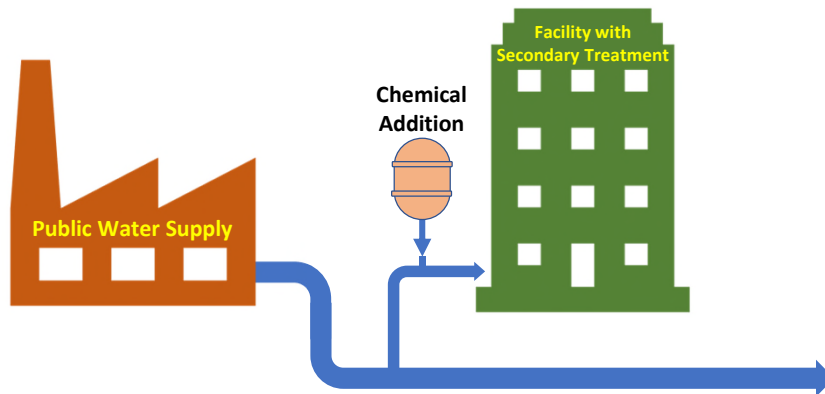 Facility with
Secondary Treatment
Chemical
Addition
Public Water Supply